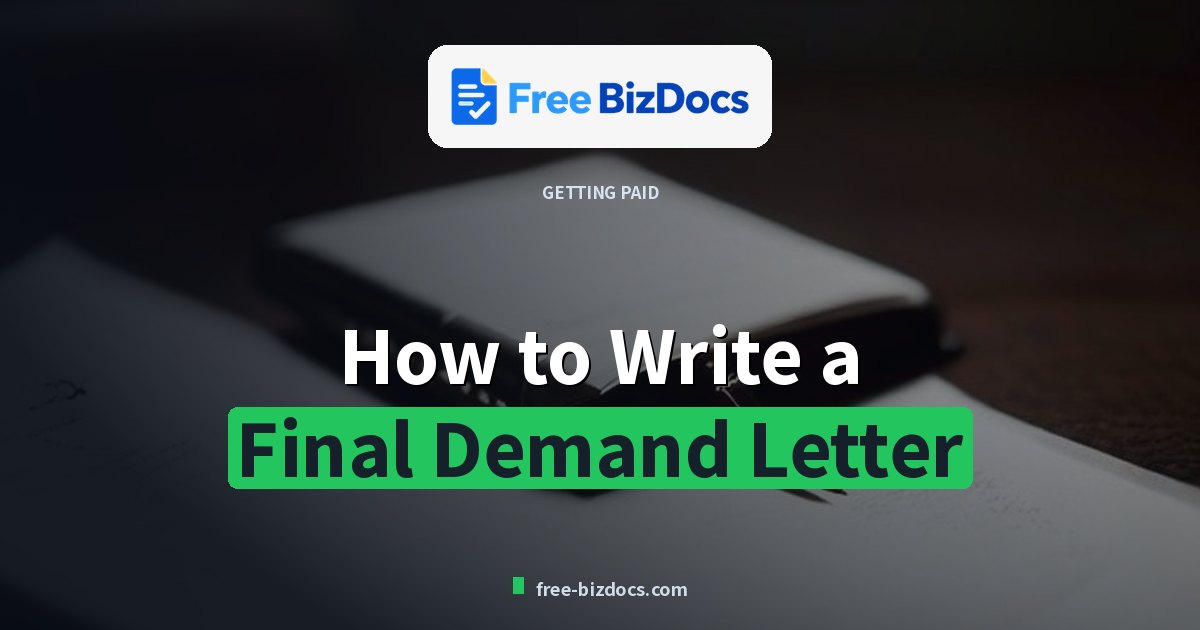 Free BizDocs
GETTING PAID
How to Write a
Final Demand Letter
free-bizdocs.com